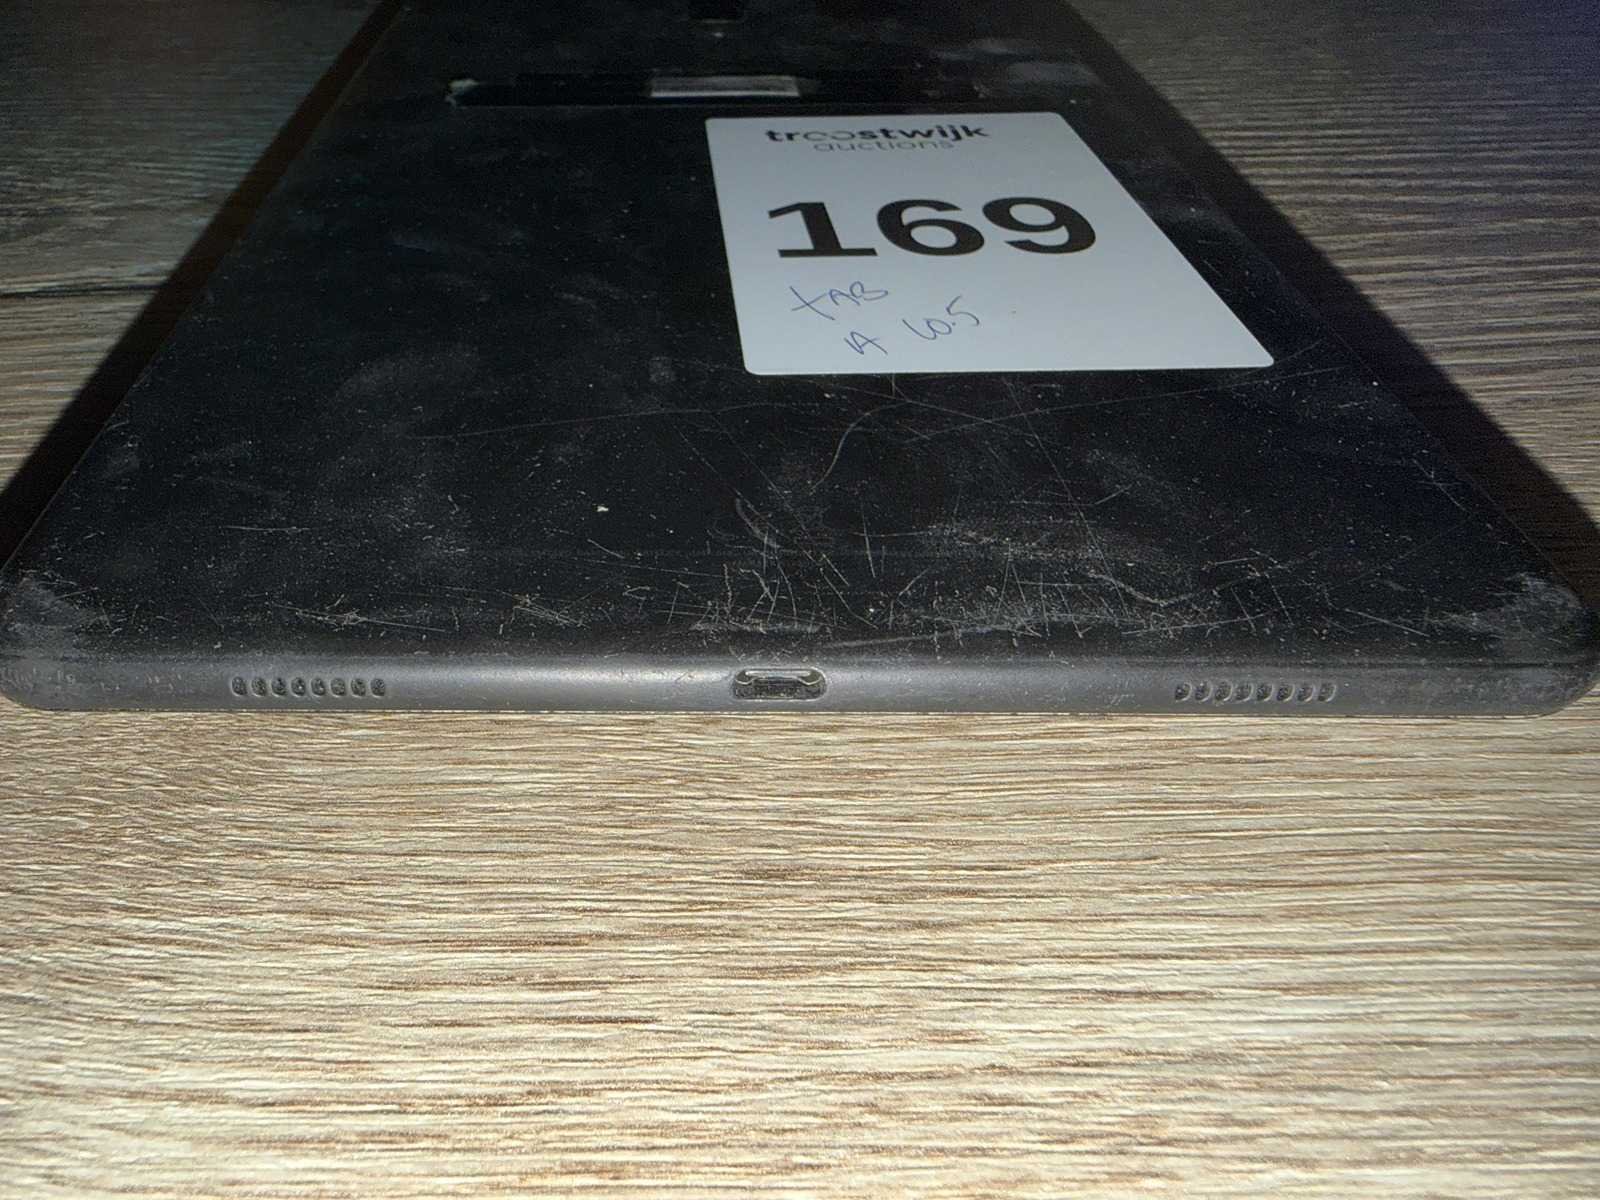 troostwijk
auctions
169
TAB
A 10.5